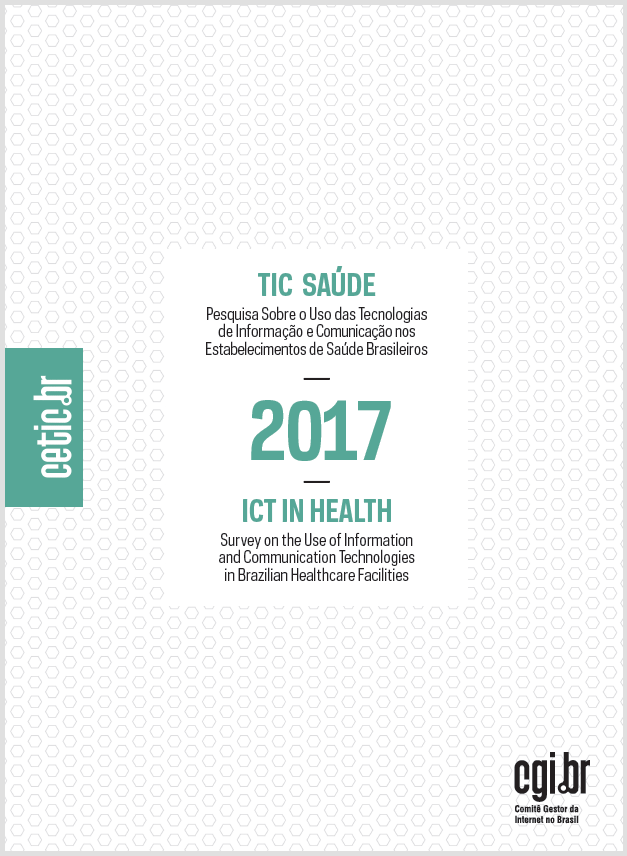 TIC SAÚDE
Pesquisa Sobre o Uso das Tecnologias
de Informação e Comunicação nos
Estabelecimentos de Saúde Brasileiros
2017
ICT IN HEALTH
Survey on the Use of Information
and Communication Technologies
in Brazilian Healthcare Facilities
cetic.br
cgi.br
Comitê Gestor da
Internet no Brasil